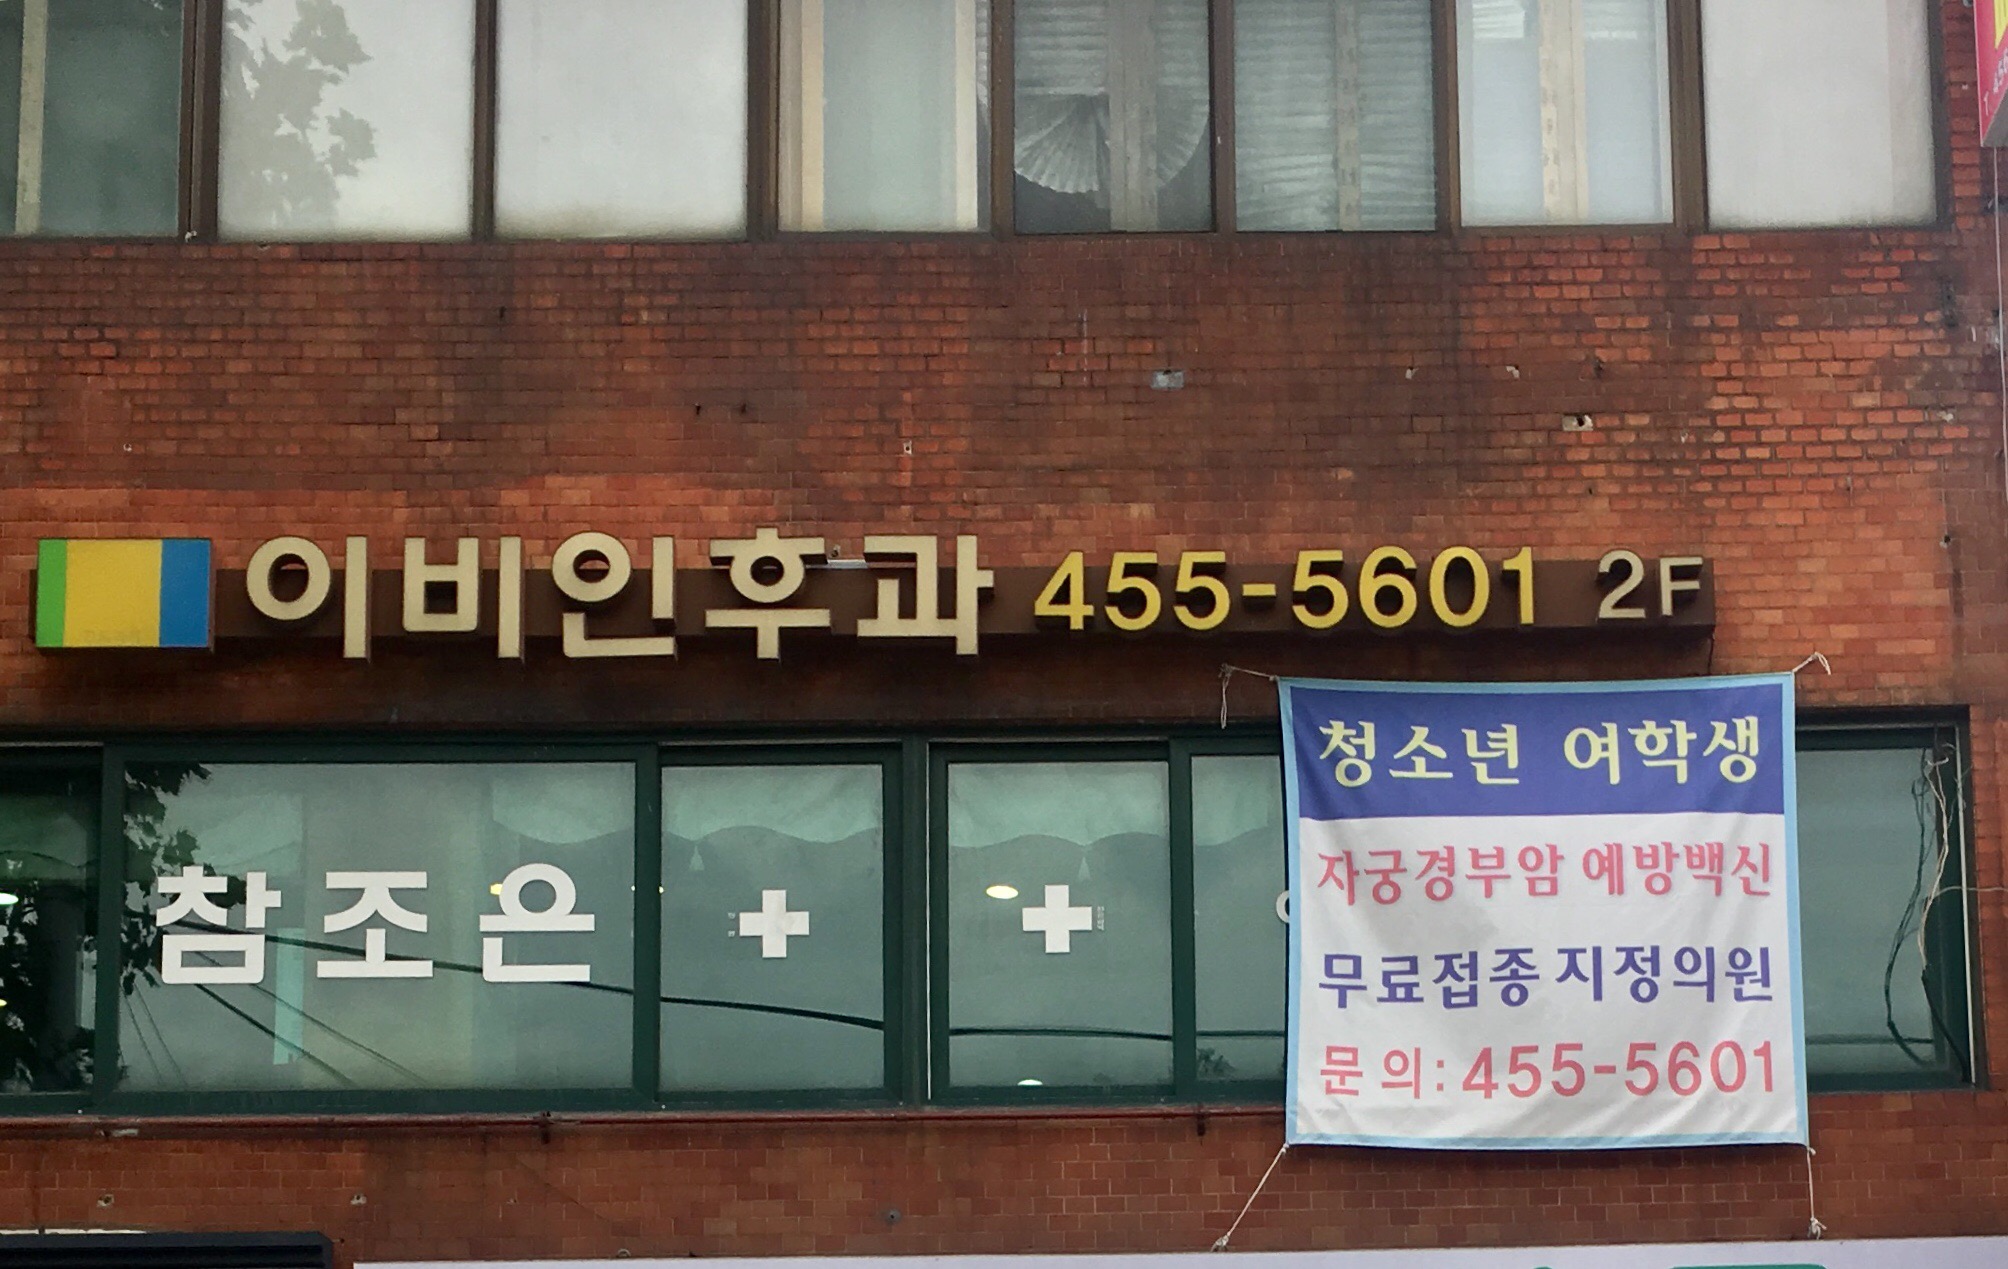 이비인후과 455-5601 2F
참조은
청소년 여학생
자궁경부암 예방백신
무료접종 지정의원
문의: 455-5601